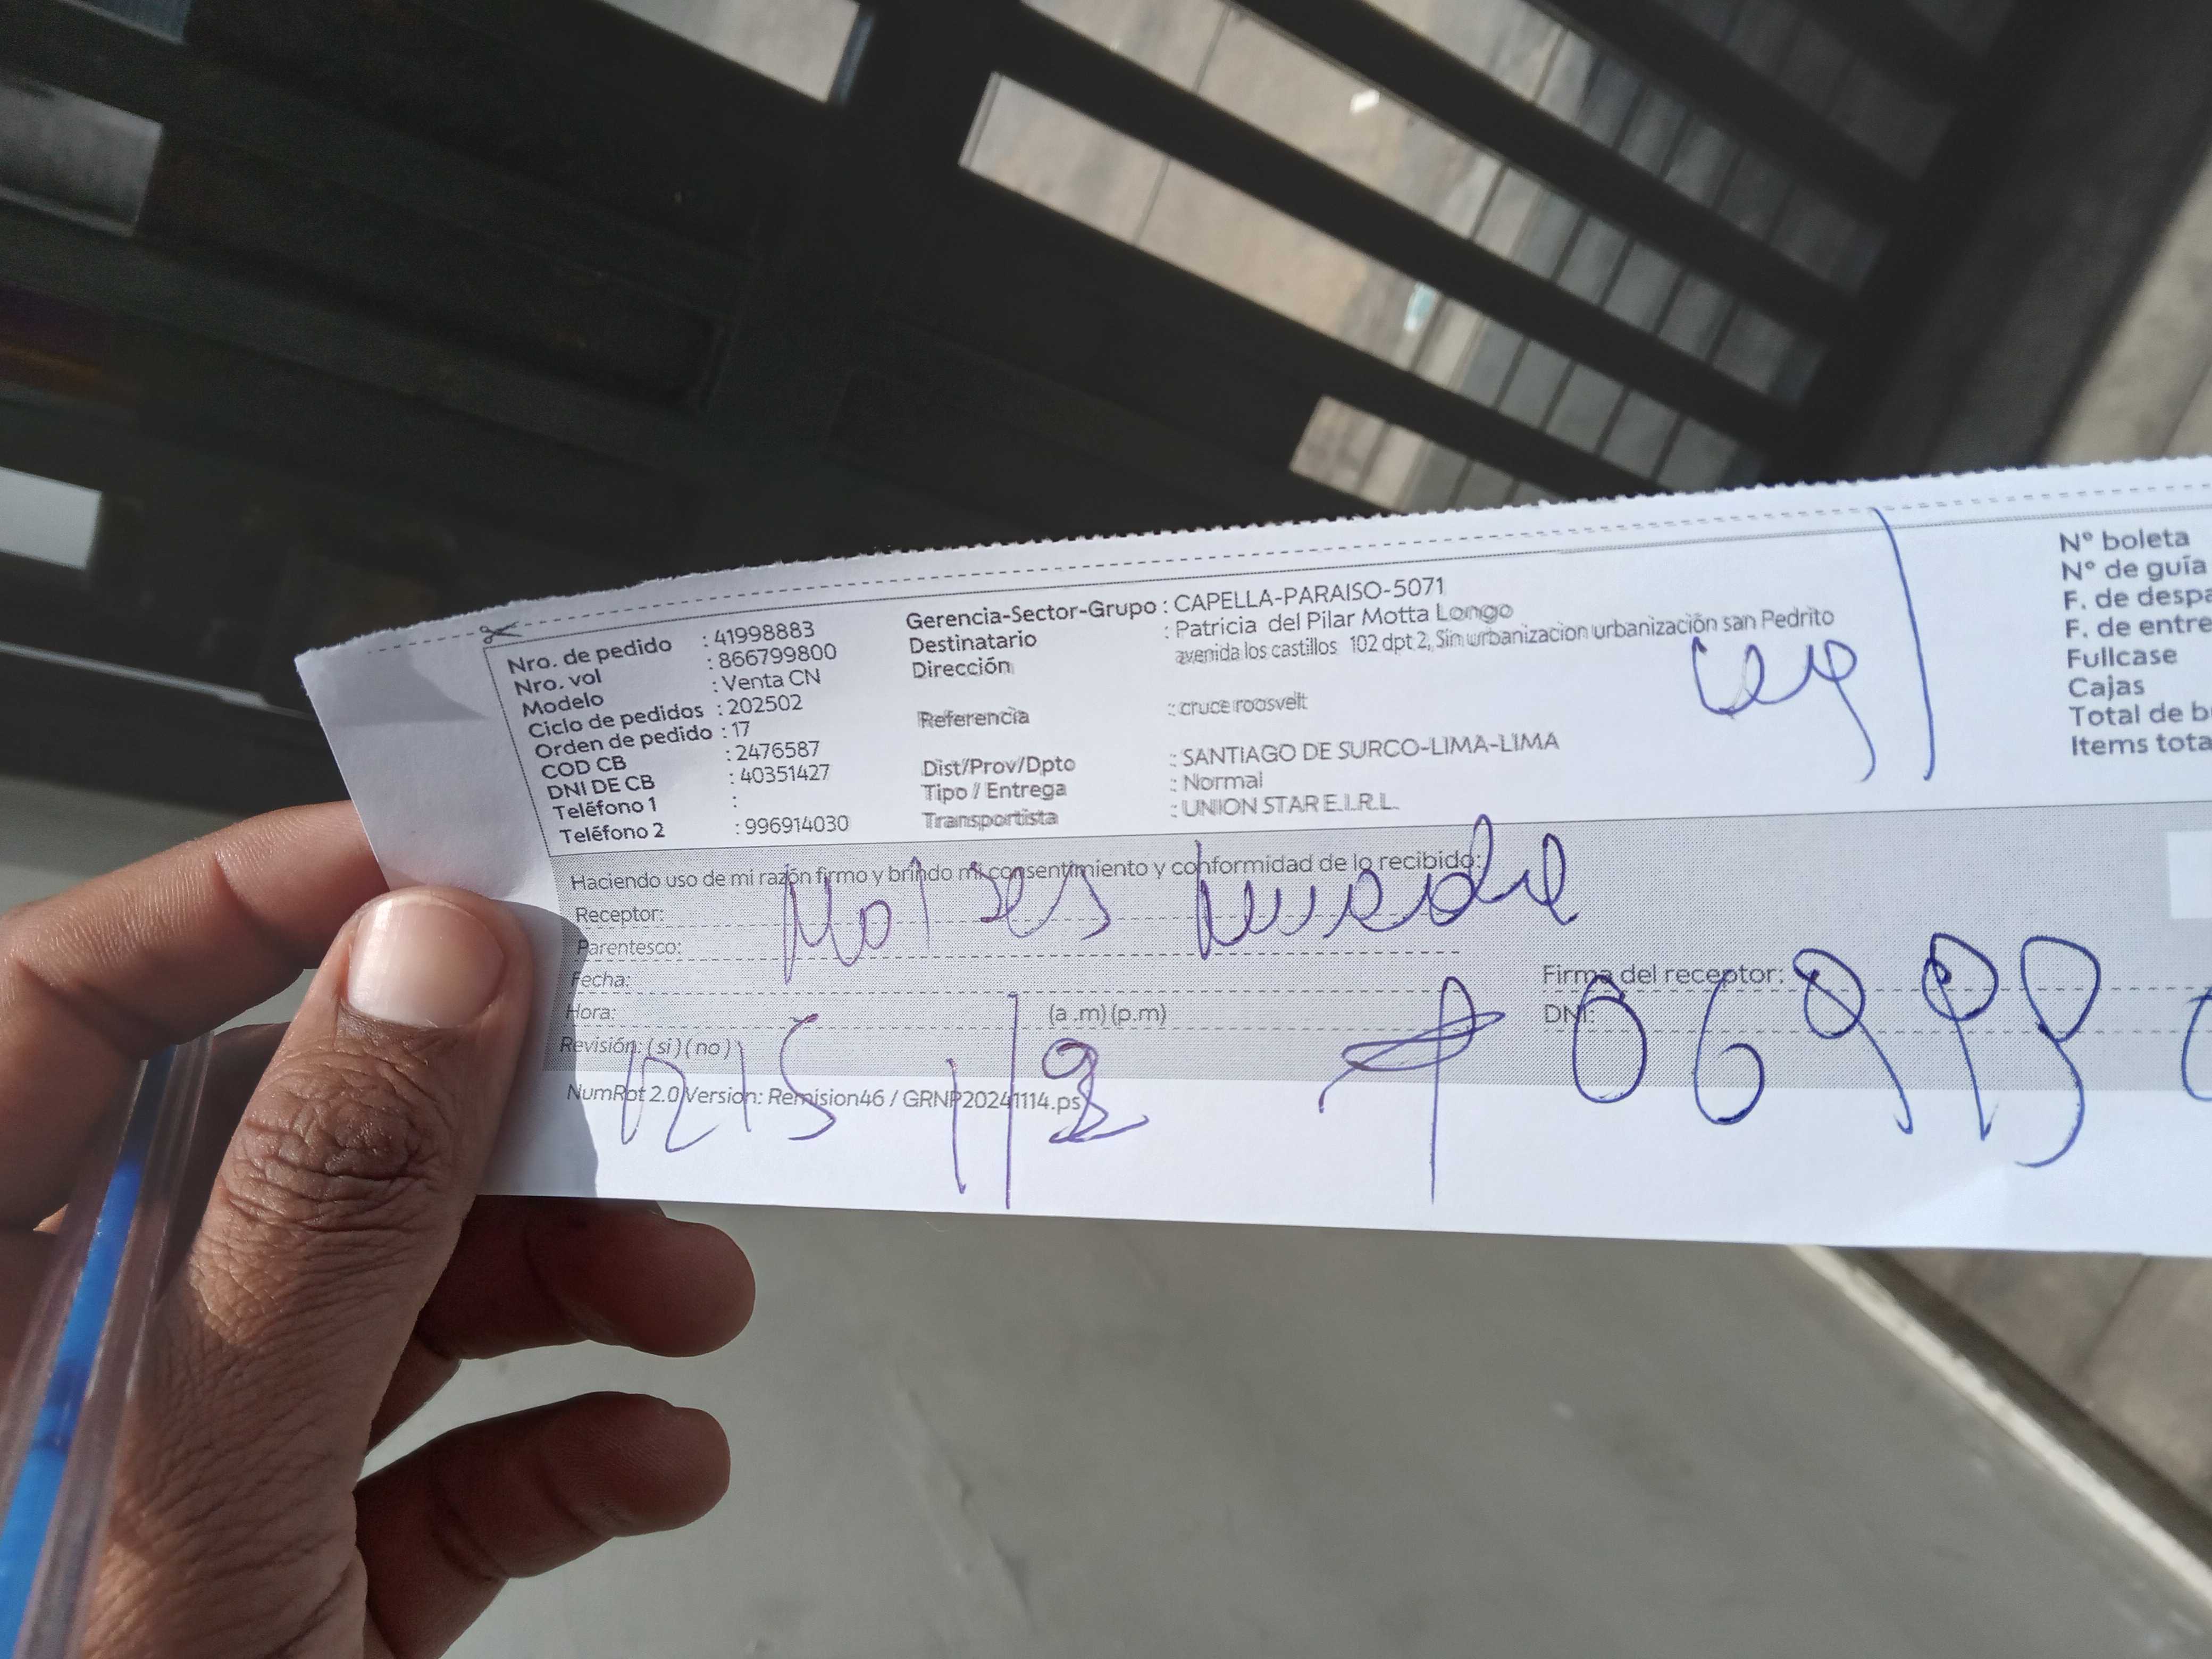 Nro. de pedido : 41998883
Nro. vol : 866799800
Modelo : Venta CN
Ciclo de pedidos : 202502
Orden de pedido : 17
COD CB : 2476587
DNI DE CB : 40351427
Teléfono 1 :
Teléfono 2 : 996914030
Gerencia-Sector-Grupo : CAPELLA-PARAISO-5071
Destinatario : Patricia del Pilar Motta Longo
Dirección avenida los castillos 102 dpt 2, Sin urbanizacion urbanización san Pedrito
Referencia : cruce roosvelt
Dist/Prov/Dpto : SANTIAGO DE SURCO-LIMA-LIMA
Tipo / Entrega : Normal
Transportista : UNION STAR E.I.R.L.
N° boleta
N° de guía
F. de despa
F. de entre
Fullcase
Cajas
Total de b
Items tota
Haciendo uso de mi razón firmo y brindo mi consentimiento y conformidad de lo recibido:
Receptor: Moises
Parentesco:
Fecha:
Hora: (a .m) (p.m)
Revisión: (si) (no)
Firma del receptor:
DNI:
1215
NumRot 2.0 Version: Remision46 / GRNP20241114.ps